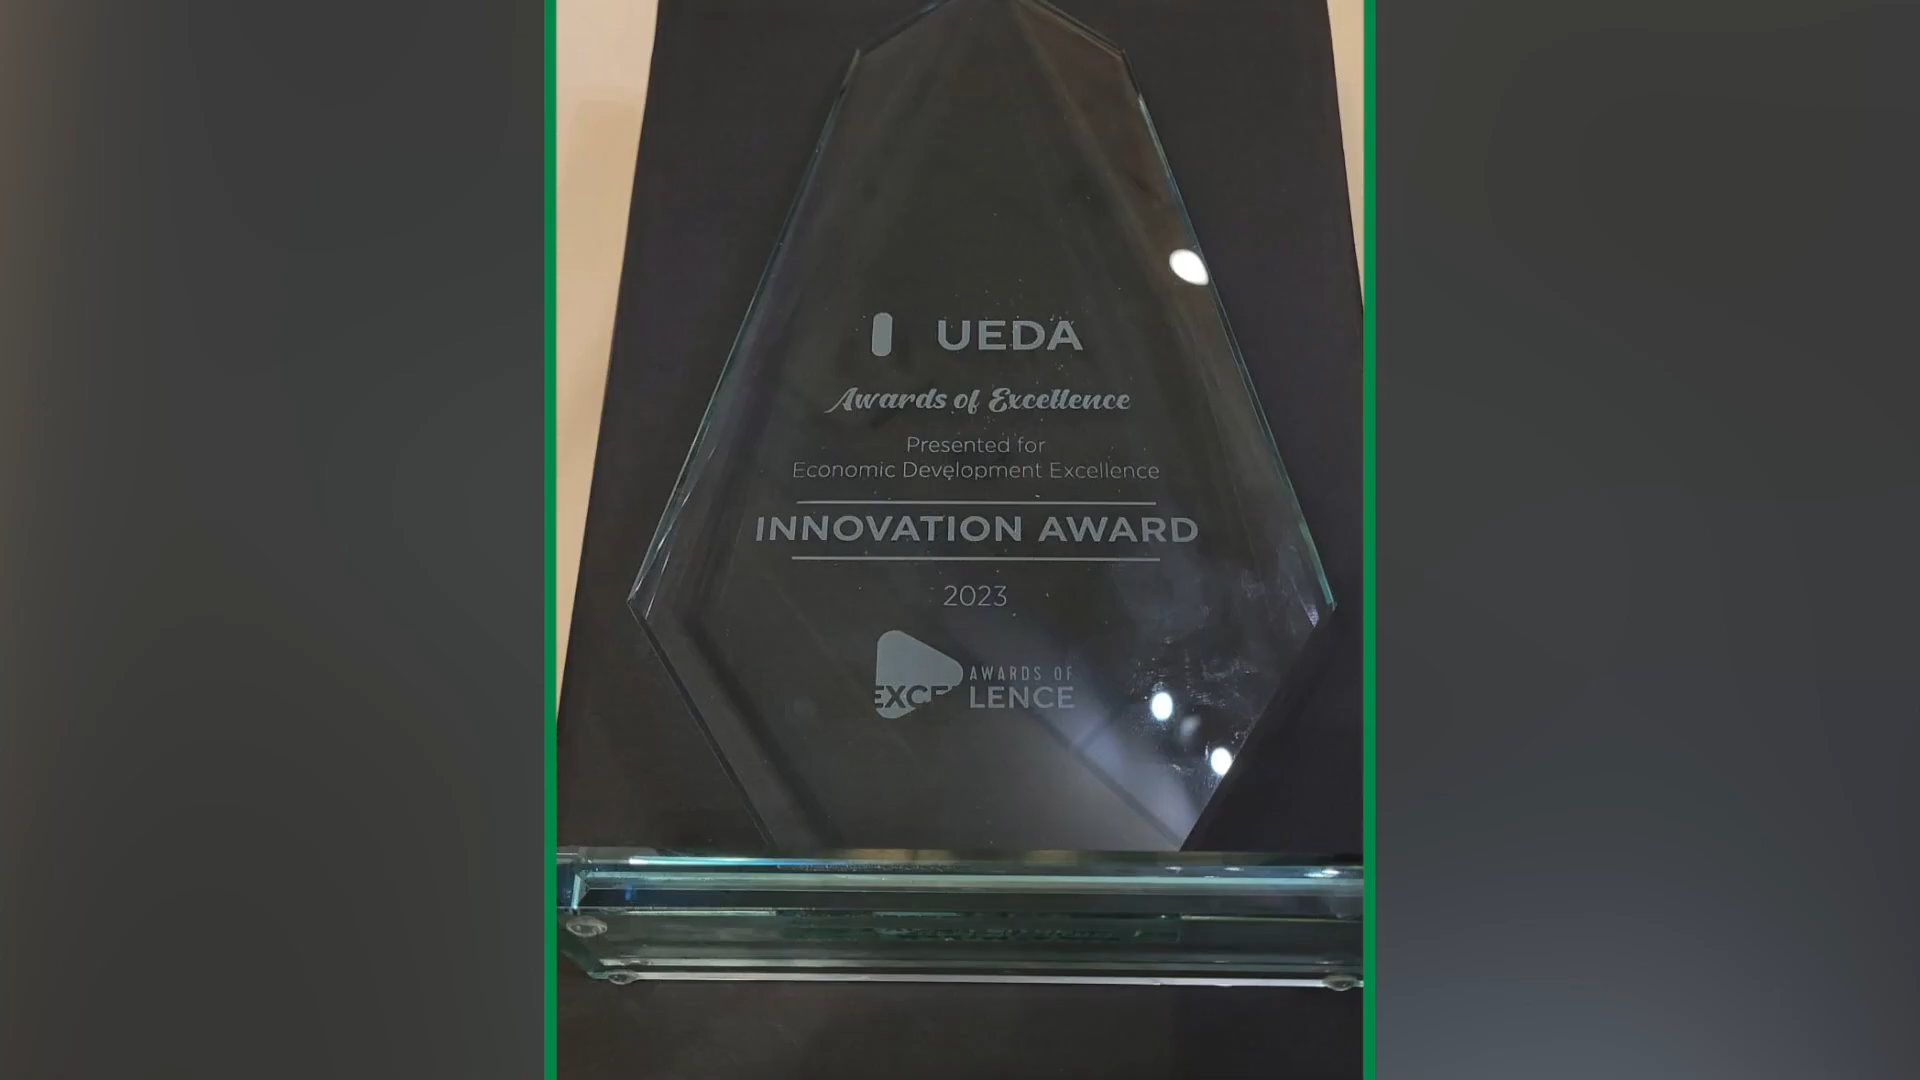 UEDA
Awards of Excellence
Presented for
Economic Development Excellence
INNOVATION AWARD
2023
AWARDS OF
EXCELLENCE